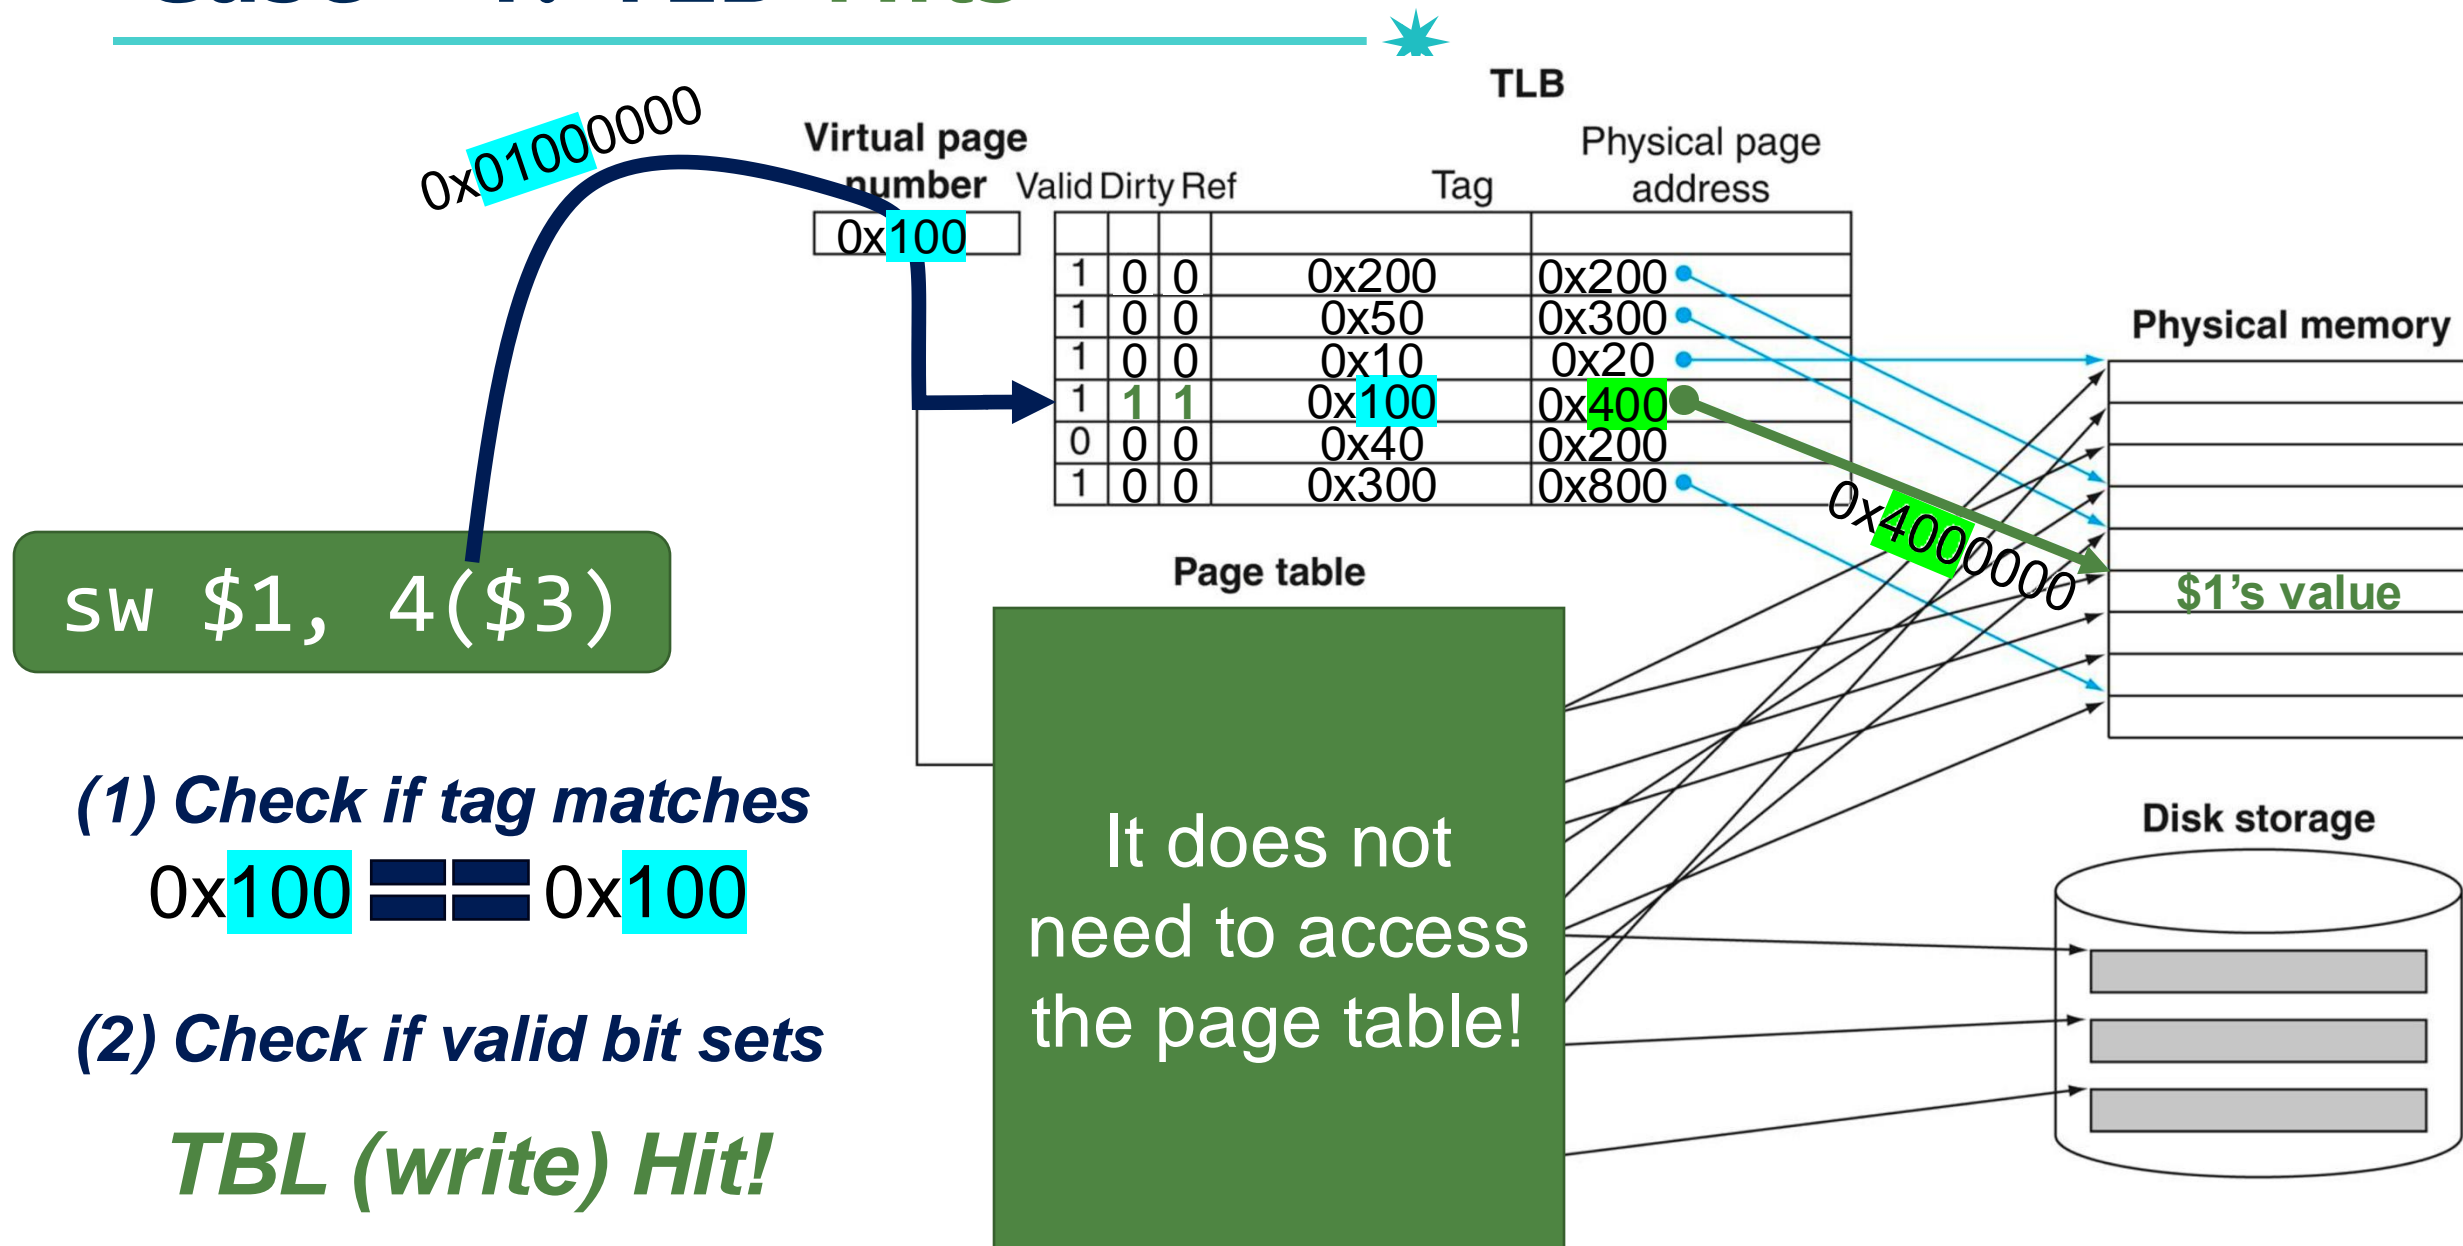 TLB
0x01000000
Virtual page
number
Valid Dirty Ref
Tag
Physical page
address
0x100
1 0 0 0x200 0x200
1 0 0 0x50 0x300
1 0 0 0x10 0x20
1 1 1 0x100 0x400
0 0 0 0x40 0x200
1 0 0 0x300 0x800
Physical memory
0x4000000
$1's value
sw $1, 4($3)
Page table
It does not
need to access
the page table!
(1) Check if tag matches
0x100 == 0x100
(2) Check if valid bit sets
TBL (write) Hit!
Disk storage